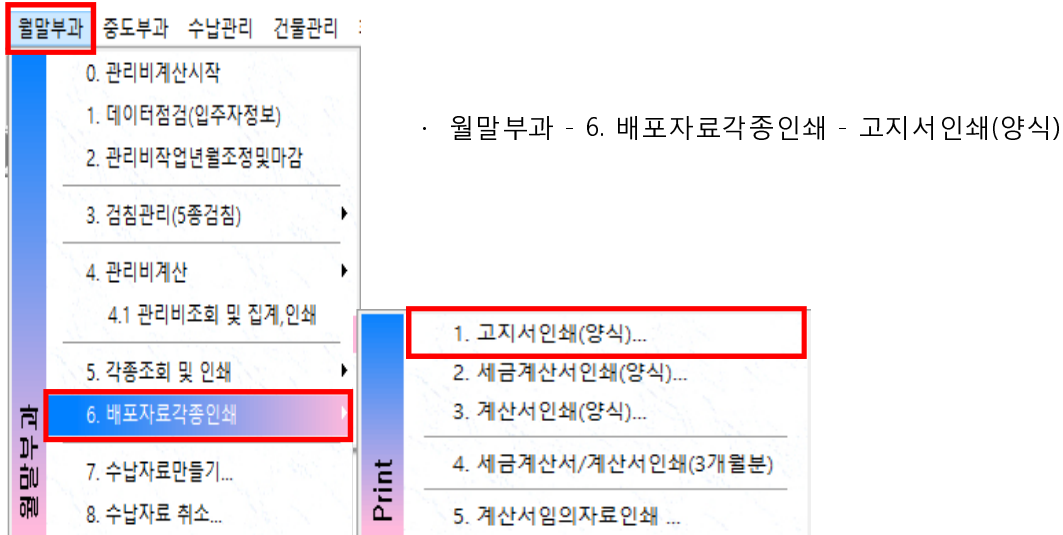 월말부과 중도부과 수납관리 건물관리
0. 관리비계산시작
1. 데이터점검(입주자정보)
2. 관리비작업년월조정및마감
3. 검침관리(5종검침)
4. 관리비계산
4.1 관리비조회 및 집계,인쇄
5. 각종조회 및 인쇄
6. 배포자료각종인쇄
7. 수납자료만들기...
8. 수납자료 취소...
월말부과
· 월말부과 - 6. 배포자료각종인쇄 - 고지서인쇄(양식)
1. 고지서인쇄(양식)...
2. 세금계산서인쇄(양식)...
3. 계산서인쇄(양식)...
4. 세금계산서/계산서인쇄(3개월분)
5. 계산서임의자료인쇄 ...
Print